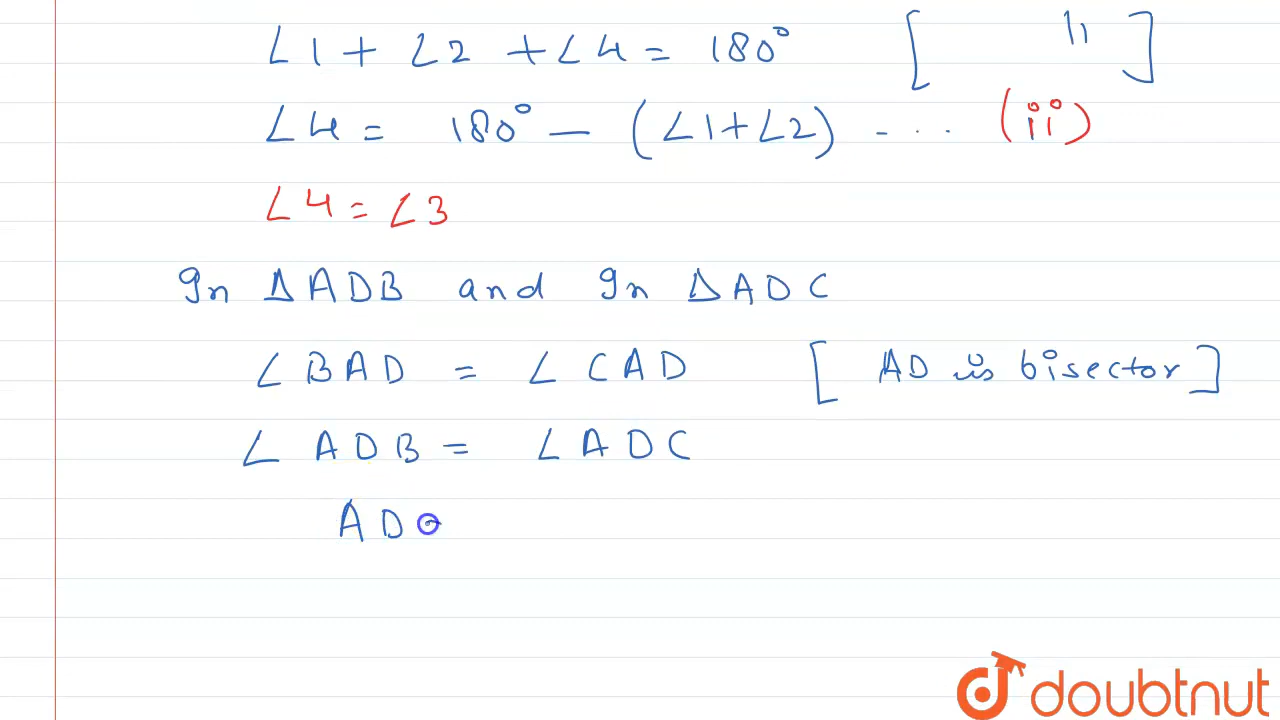 ∠1 + ∠2 + ∠4 = 180° [ 11 ]
∠4 = 180° – (∠1+∠2) - ... (ii)
∠4 = ∠3
In ΔADB and In ΔADC
∠BAD = ∠CAD [AD is bisector]
∠ADB = ∠ADC
AD
doubtnut